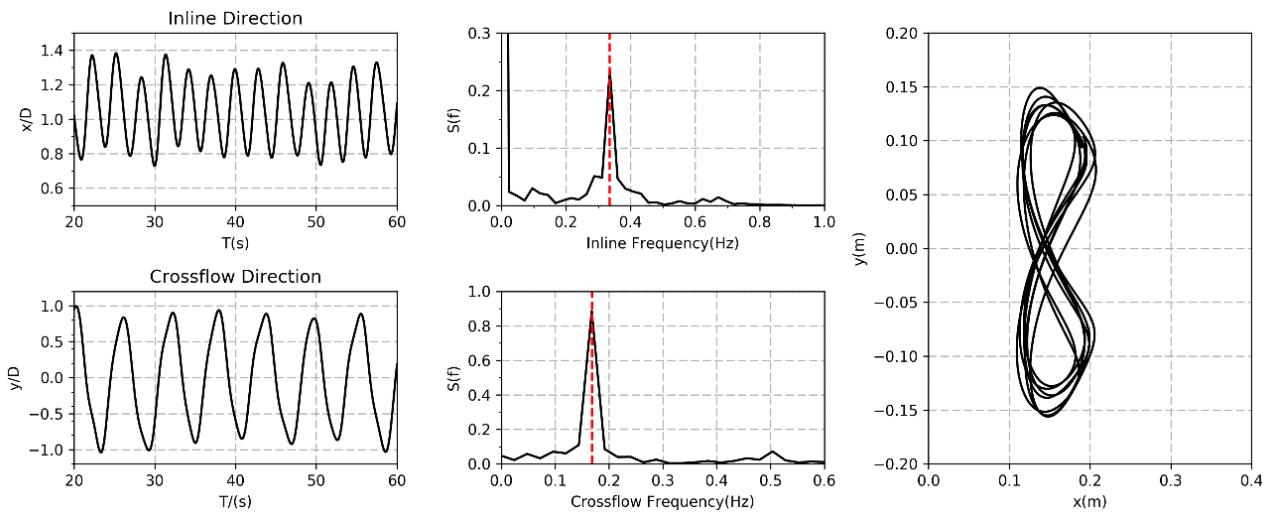 Inline Direction
1.4
1.2
1.0
0.8
0.6
x/D
20 30 40 50 60
T(s)
0.3
0.2
0.1
0.0
S(f)
0.0 0.2 0.4 0.6 0.8 1.0
Inline Frequency(Hz)
Crossflow Direction
1.0
0.5
0.0
−0.5
−1.0
y/D
20 30 40 50 60
T/(s)
1.0
0.8
0.6
0.4
0.2
0.0
S(f)
0.0 0.1 0.2 0.3 0.4 0.5 0.6
Crossflow Frequency(Hz)
0.20
0.15
0.10
0.05
0.00
−0.05
−0.10
−0.15
−0.20
y(m)
0.0 0.1 0.2 0.3 0.4
x(m)